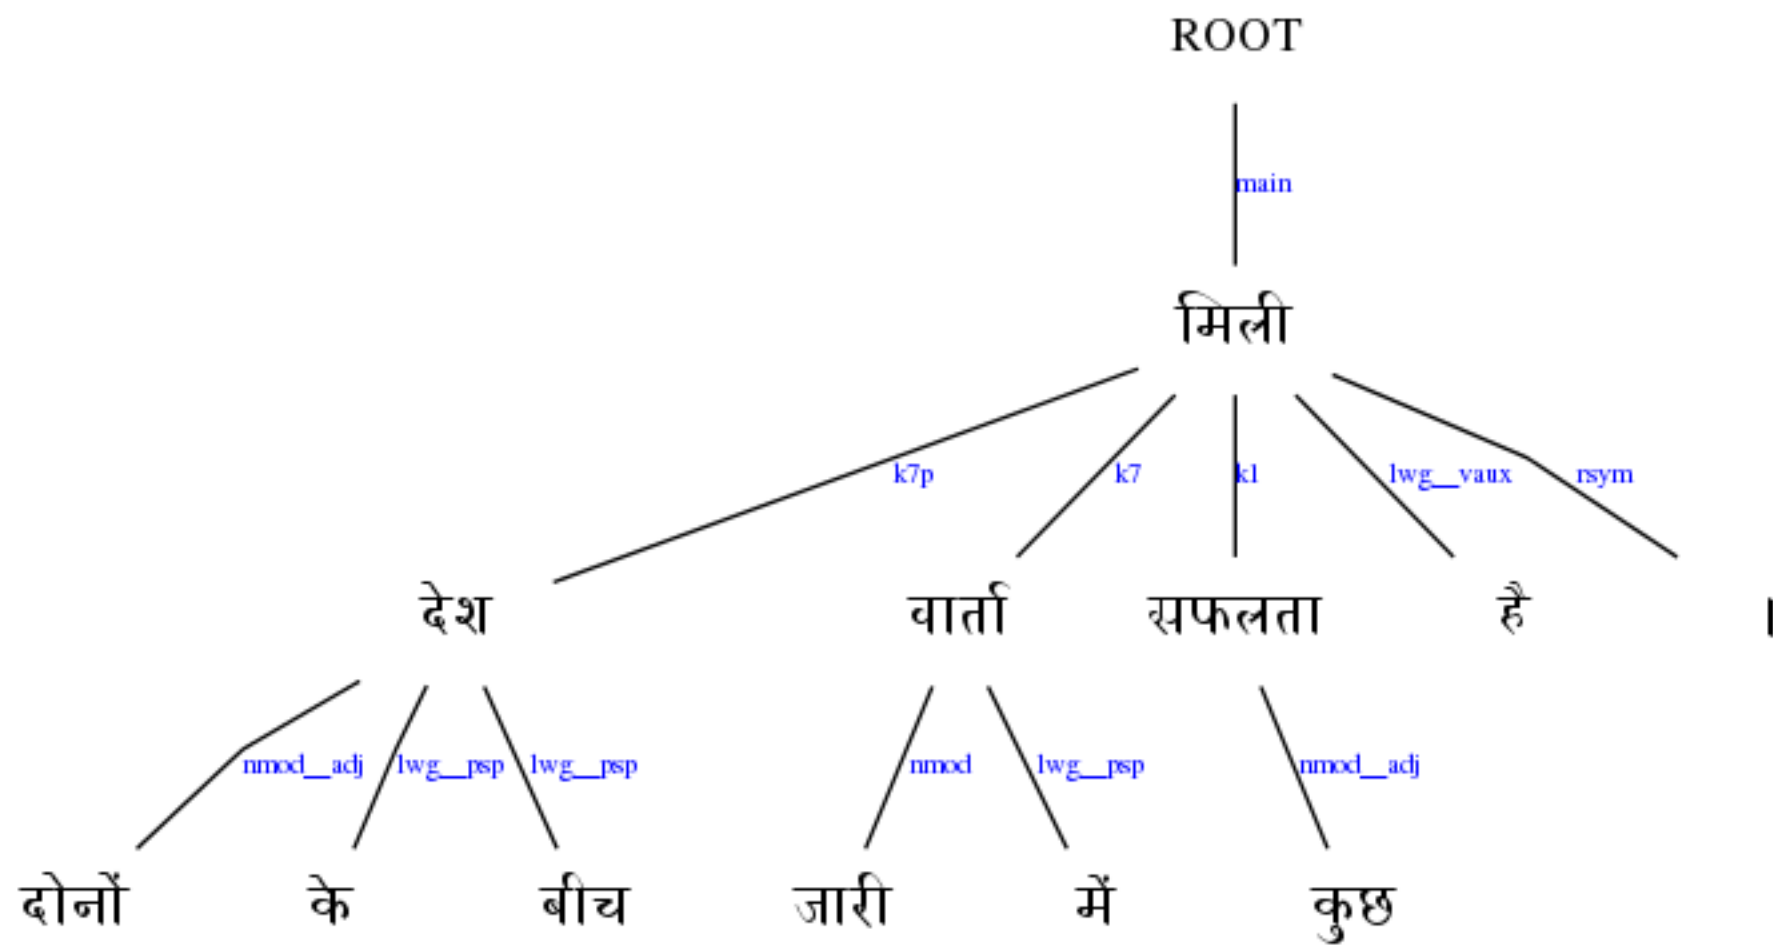 ROOT
main
मिली
k7p k7 k1 lwg__vaux rsym
देश वार्ता सफलता है ।
nmod__adj lwg__psp lwg__psp nmod lwg__psp nmod__adj
दोनों के बीच जारी में कुछ